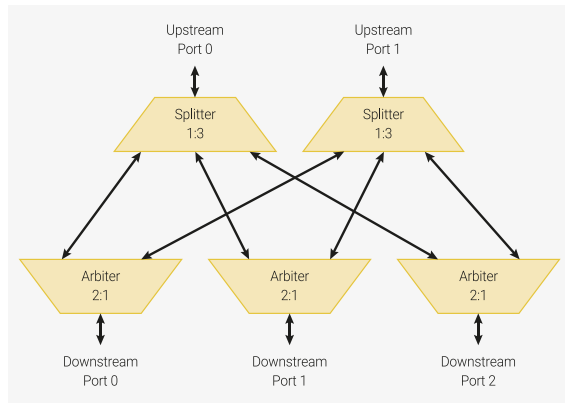 Upstream
Port 0
Upstream
Port 1
Splitter
1:3
Splitter
1:3
Arbiter
2:1
Arbiter
2:1
Arbiter
2:1
Downstream
Port 0
Downstream
Port 1
Downstream
Port 2